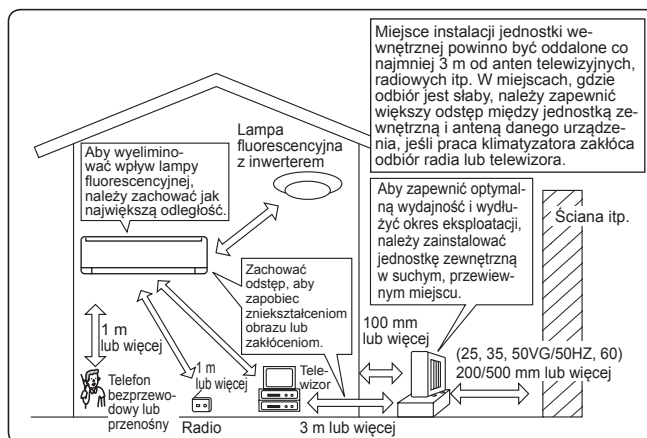 Miejsce instalacji jednostki we-
wnętrznej powinno być oddalone co
najmniej 3 m od anten telewizyjnych,
radiowych itp. W miejscach, gdzie
odbiór jest słaby, należy zapewnić
większy odstęp między jednostką ze-
wnętrzną i anteną danego urządze-
nia, jeśli praca klimatyzatora zakłóca
odbiór radia lub telewizora.
Lampa
fluorescencyjna
z inwerterem
Aby wyelimino-
wać wpływ lampy
fluorescencyjnej,
należy zachować jak
największą odległość.
Aby zapewnić optymal-
ną wydajność i wydłu-
żyć okres eksploatacji,
należy zainstalować
jednostkę zewnętrzną
w suchym, przewiew-
nym miejscu.
Ściana itp.
Zachować
odstęp, aby
zapobiec
zniekształceniom
obrazu lub
zakłóceniom.
100 mm
lub więcej
1 m
lub więcej
1 m
lub więcej
Tele-
wizor
(25, 35, 50VG/50HZ, 60)
200/500 mm lub więcej
Telefon
bezprzewo-
dowy lub
przenośny
Radio
3 m lub więcej